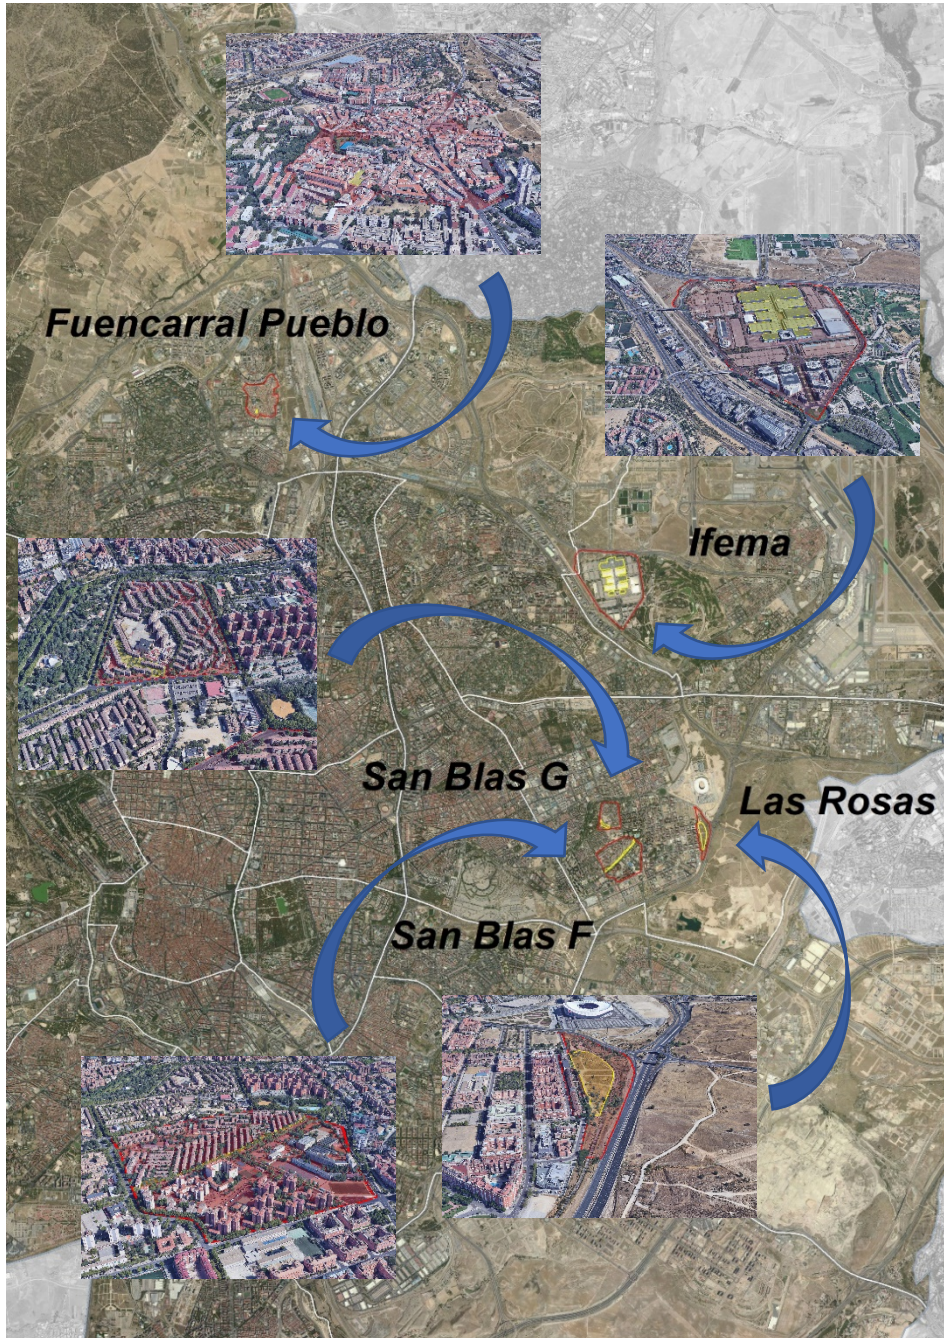 Fuencarral Pueblo
Ifema
San Blas G
Las Rosas
San Blas F